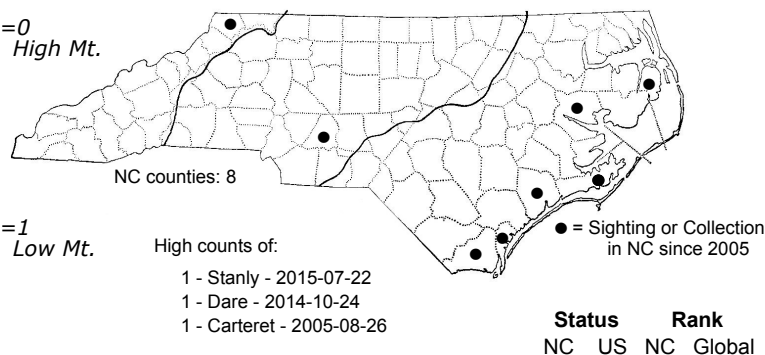 =0
High Mt.
NC counties: 8
=1
Low Mt.
High counts of:
1 - Stanly - 2015-07-22
1 - Dare - 2014-10-24
1 - Carteret - 2005-08-26
● = Sighting or Collection
in NC since 2005
Status Rank
NC US NC Global